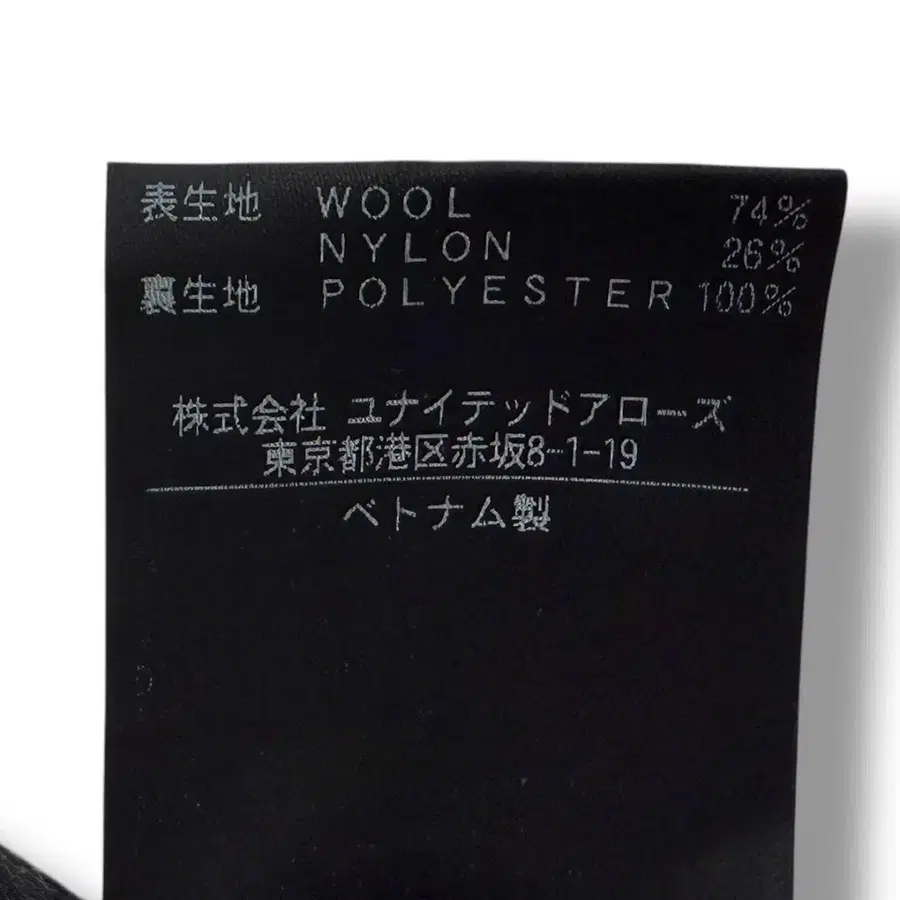 表生地 WOOL 74%
NYLON 26%
裏生地 POLYESTER 100%
株式会社 ユナイテッドアローズ
東京都港区赤坂8-1-19
ベトナム製